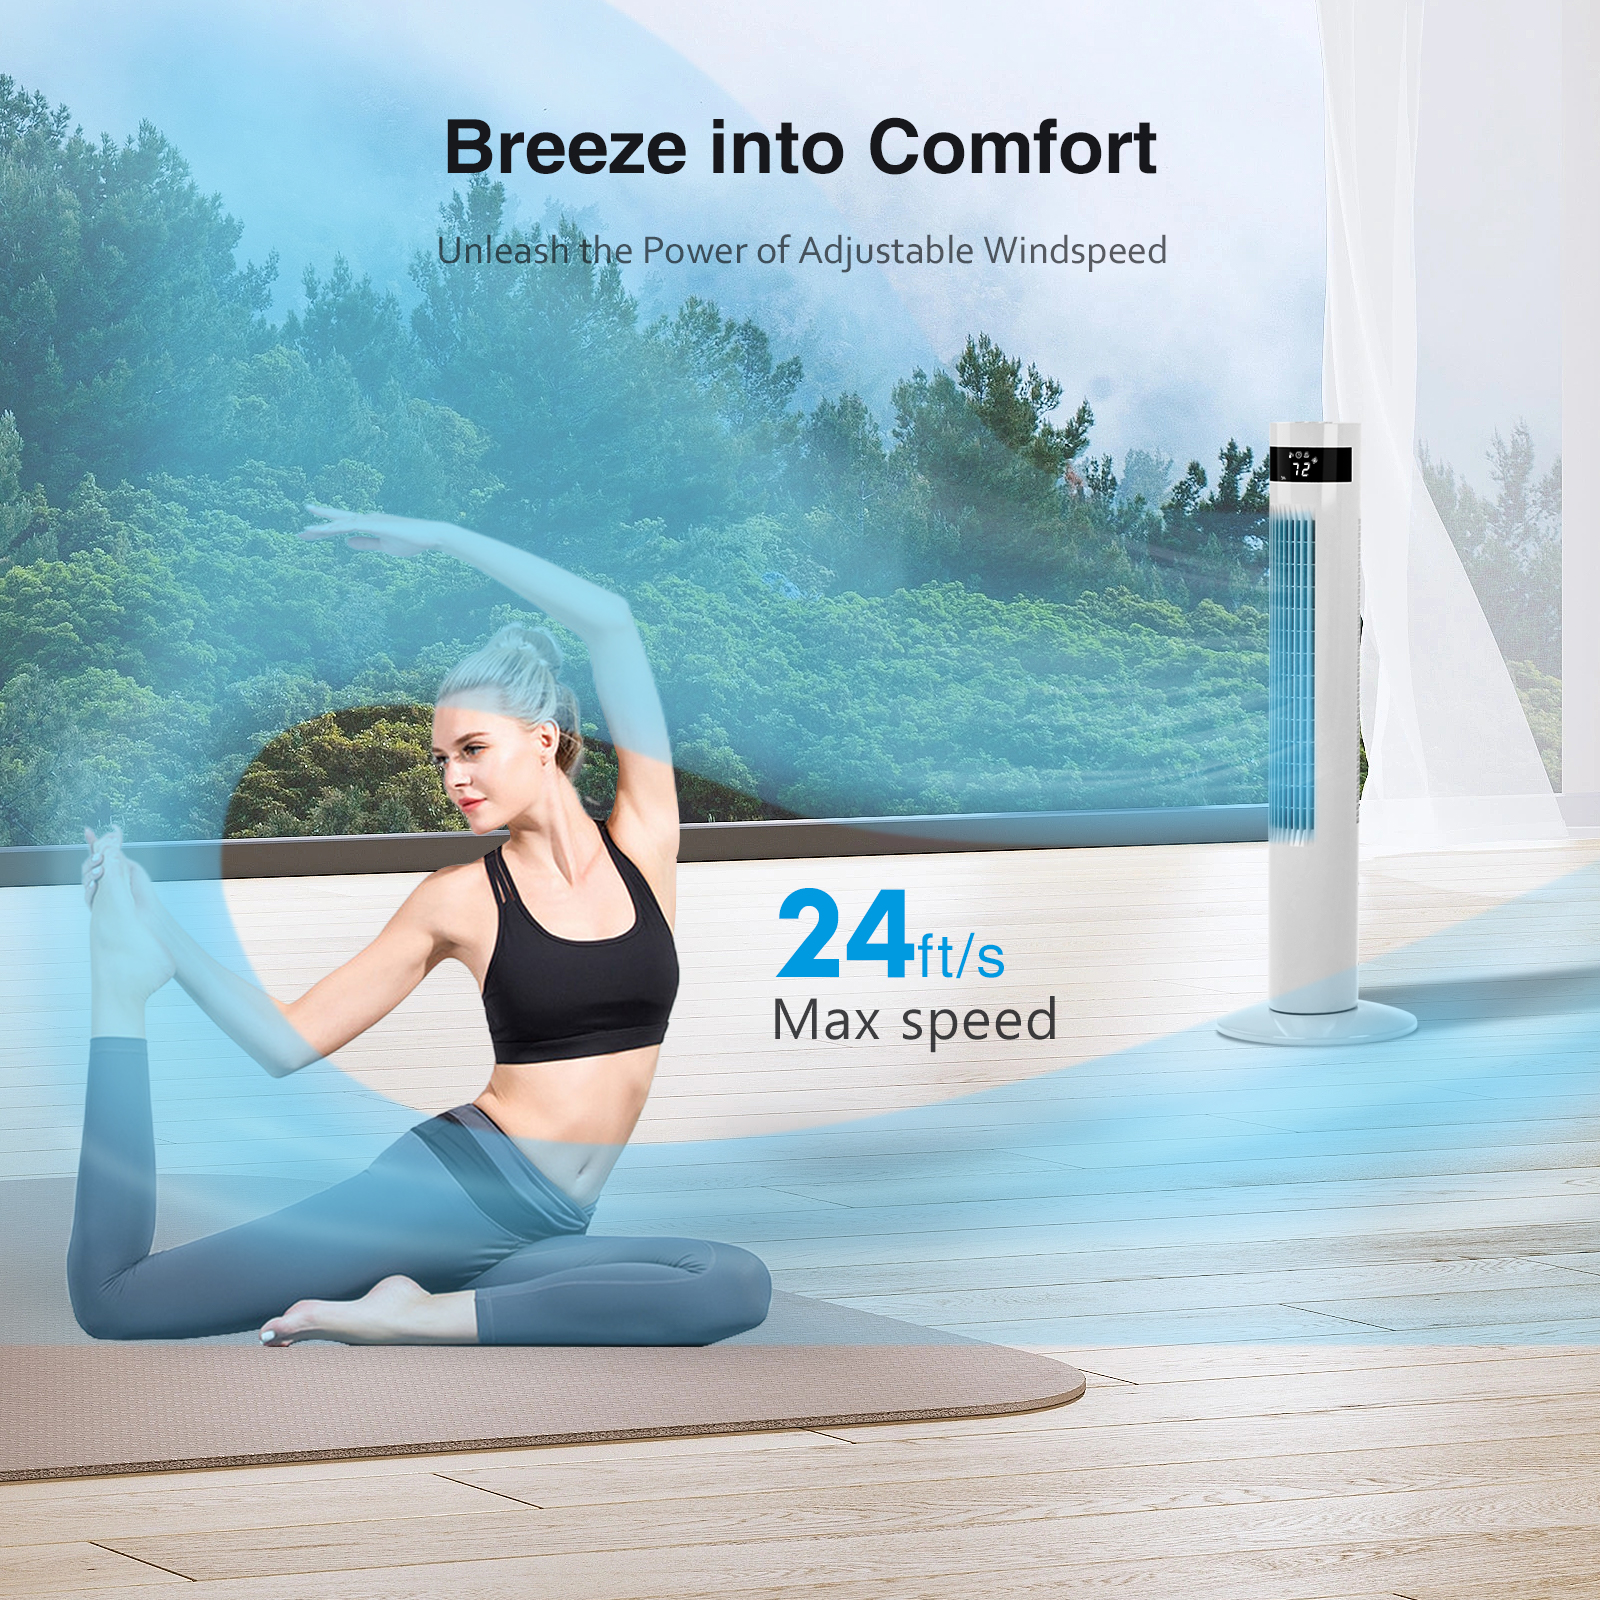 Breeze into Comfort
Unleash the Power of Adjustable Windspeed
72°
24ft/s
Max speed